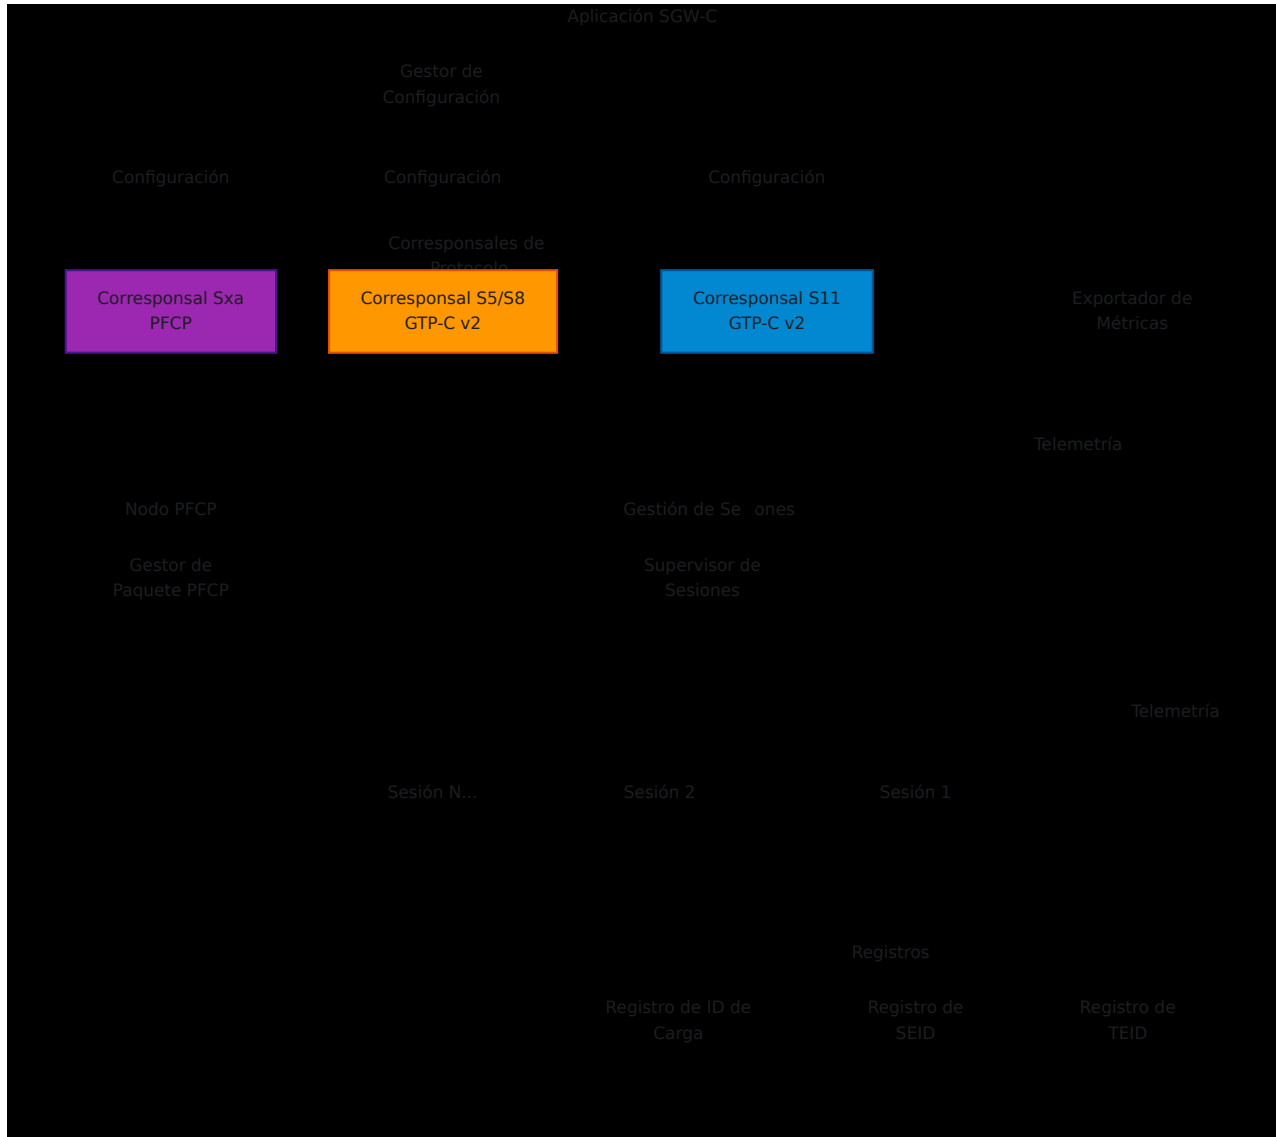 Aplicación SGW-C
Gestor de
Configuración
Configuración
Configuración
Configuración
Corresponsales de
Protocolo
Corresponsal Sxa
PFCP
Corresponsal S5/S8
GTP-C v2
Corresponsal S11
GTP-C v2
Exportador de
Métricas
Telemetría
Nodo PFCP
Gestión de Se ones
Gestor de
Paquete PFCP
Supervisor de
Sesiones
Telemetría
Sesión N...
Sesión 2
Sesión 1
Registros
Registro de ID de
Carga
Registro de
SEID
Registro de
TEID